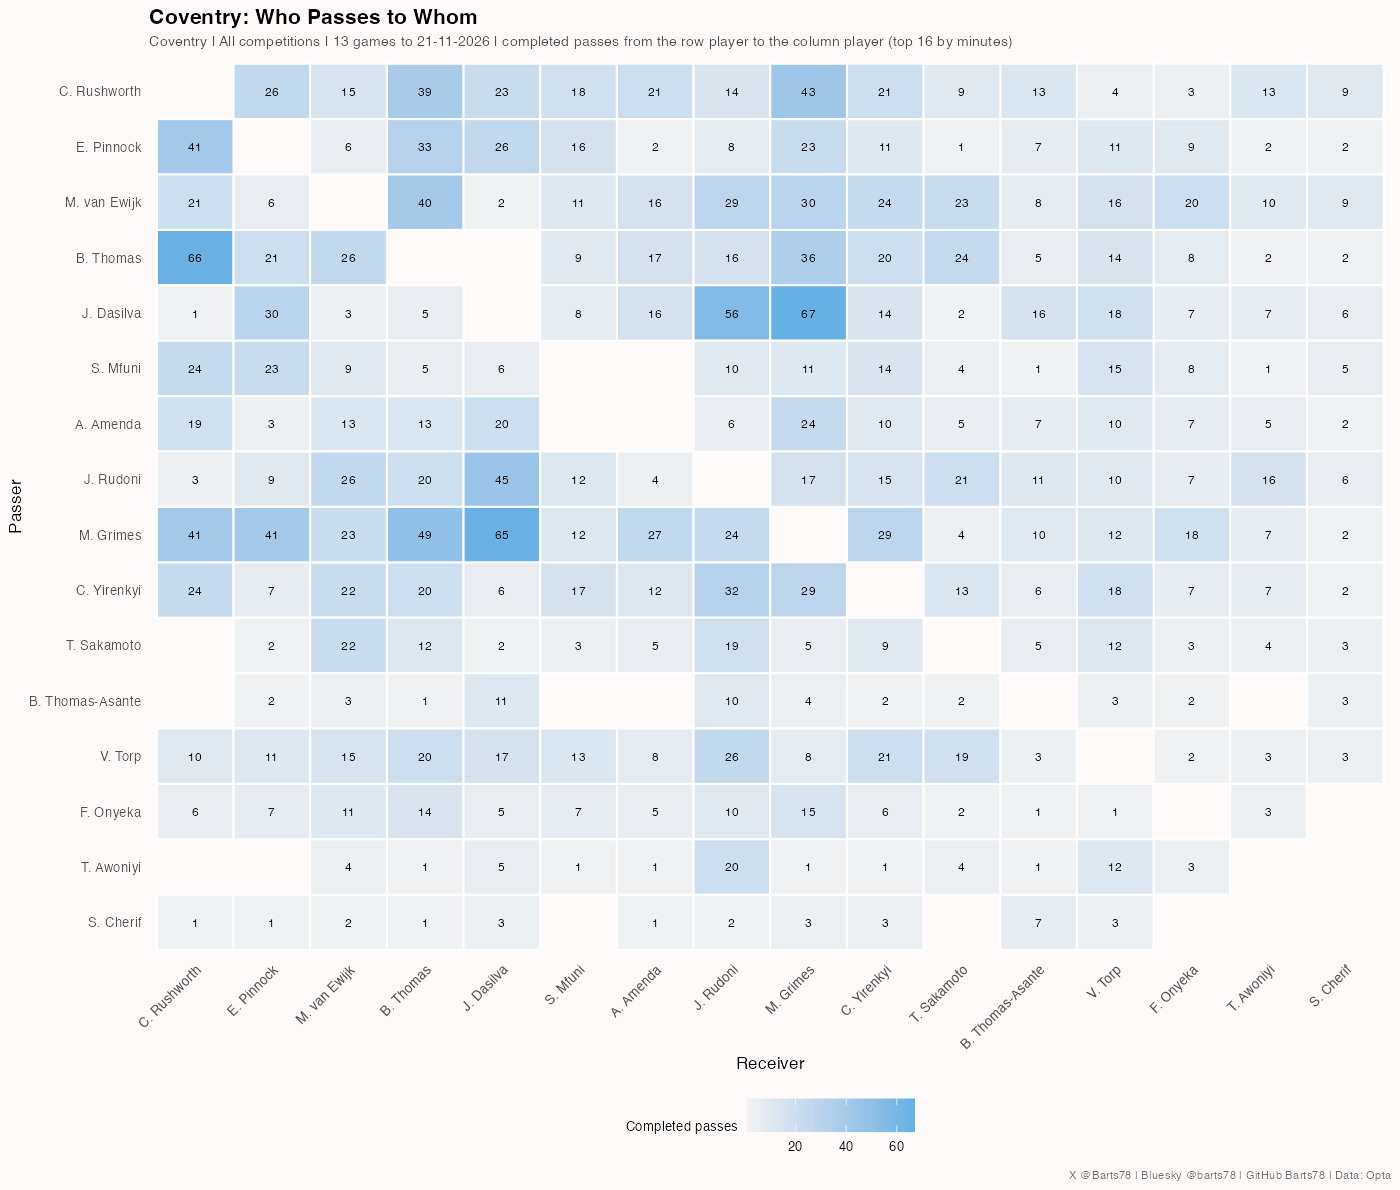 Coventry: Who Passes to Whom
Coventry | All competitions | 13 games to 21-11-2026 | completed passes from the row player to the column player (top 16 by minutes)
C. Rushworth 26 15 39 23 18 21 14 43 21 9 13 4 3 13 9
E. Pinnock 41 6 33 26 16 2 8 23 11 1 7 11 9 2 2
M. van Ewijk 21 6 40 2 11 16 29 30 24 23 8 16 20 10 9
B. Thomas 66 21 26 9 17 16 36 20 24 5 14 8 2 2
J. Dasilva 1 30 3 5 8 16 56 67 14 2 16 18 7 7 6
S. Mfuni 24 23 9 5 6 10 11 14 4 1 15 8 1 5
A. Amenda 19 3 13 13 20 6 24 10 5 7 10 7 5 2
J. Rudoni 3 9 26 20 45 12 4 17 15 21 11 10 7 16 6
M. Grimes 41 41 23 49 65 12 27 24 29 4 10 12 18 7 2
C. Yirenkyi 24 7 22 20 6 17 12 32 29 13 6 18 7 7 2
T. Sakamoto 2 22 12 2 3 5 19 5 9 5 12 3 4 3
B. Thomas-Asante 2 3 1 11 10 4 2 2 3 2 3
V. Torp 10 11 15 20 17 13 8 26 8 21 19 3 2 3 3
F. Onyeka 6 7 11 14 5 7 5 10 15 6 2 1 1 3
T. Awoniyi 4 1 5 1 1 20 1 1 4 1 12 3
S. Cherif 1 1 2 1 3 1 2 3 3 7 3
Passer
C. Rushworth E. Pinnock M. van Ewijk B. Thomas J. Dasilva S. Mfuni A. Amenda J. Rudoni M. Grimes C. Yirenkyi T. Sakamoto B. Thomas-Asante V. Torp F. Onyeka T. Awoniyi S. Cherif
Receiver
Completed passes
20 40 60
X @Barts78 | Bluesky @barts78 | GitHub Barts78 | Data: Opta